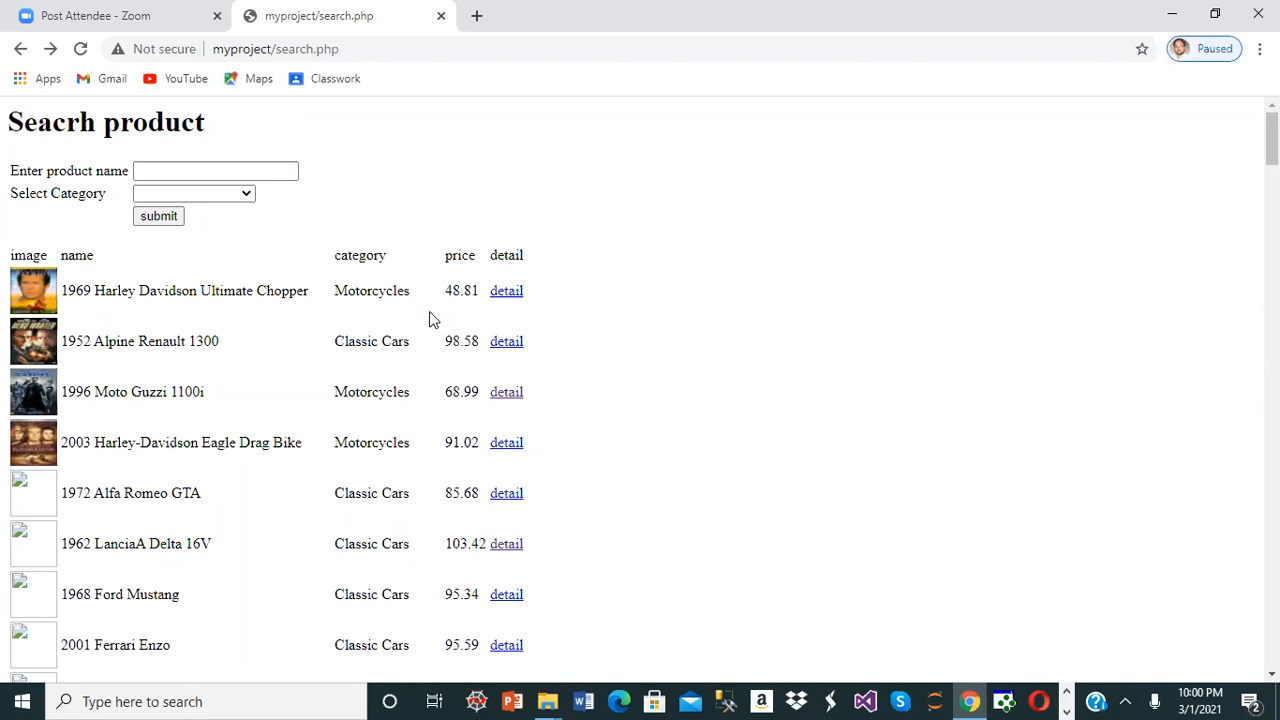 Post Attendee - Zoom
myproject/search.php
Not secure myproject/search.php Paused
Apps Gmail YouTube Maps Classwork
Seacrh product
Enter product name
Select Category
submit
image name category price detail
1969 Harley Davidson Ultimate Chopper Motorcycles 48.81 detail
1952 Alpine Renault 1300 Classic Cars 98.58 detail
1996 Moto Guzzi 1100i Motorcycles 68.99 detail
2003 Harley-Davidson Eagle Drag Bike Motorcycles 91.02 detail
1972 Alfa Romeo GTA Classic Cars 85.68 detail
1962 LanciaA Delta 16V Classic Cars 103.42 detail
1968 Ford Mustang Classic Cars 95.34 detail
2001 Ferrari Enzo Classic Cars 95.59 detail
Type here to search
10:00 PM
3/1/2021
2